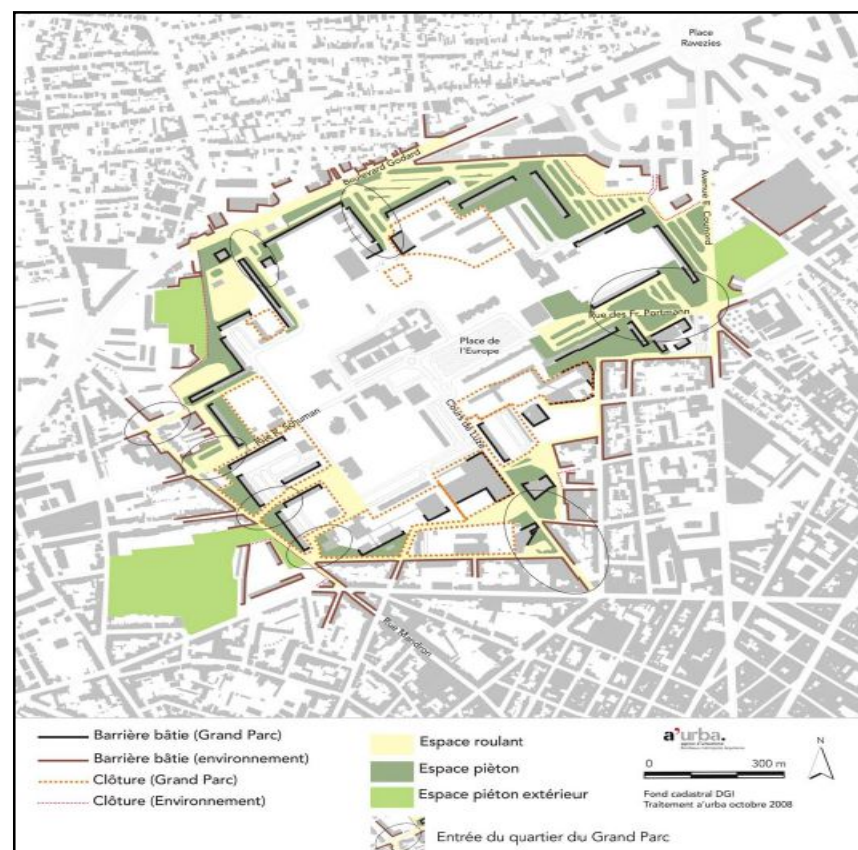 Place
Ravezies
Boulevard Godard
Avenue E. Counord
Rue des Fr. Portmann
Place de
l'Europe
Rue R. Schuman
Cours de Luze
Rue Mandron
Barrière bâtie (Grand Parc)
Barrière bâtie (environnement)
Clôture (Grand Parc)
Clôture (Environnement)
Espace roulant
Espace pièton
Espace piéton extérieur
Entrée du quartier du Grand Parc
a'urba.
0 300 m
N
Fond cadastral DGI
Traitement a'urba octobre 2008